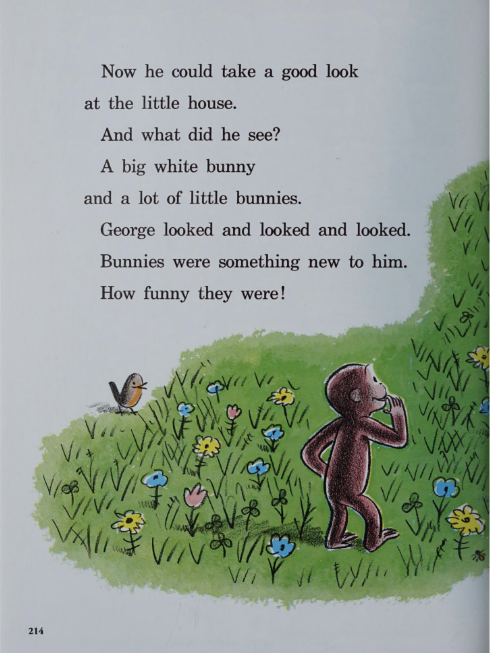 Now he could take a good look
at the little house.
And what did he see?
A big white bunny
and a lot of little bunnies.
George looked and looked and looked.
Bunnies were something new to him.
How funny they were!
214